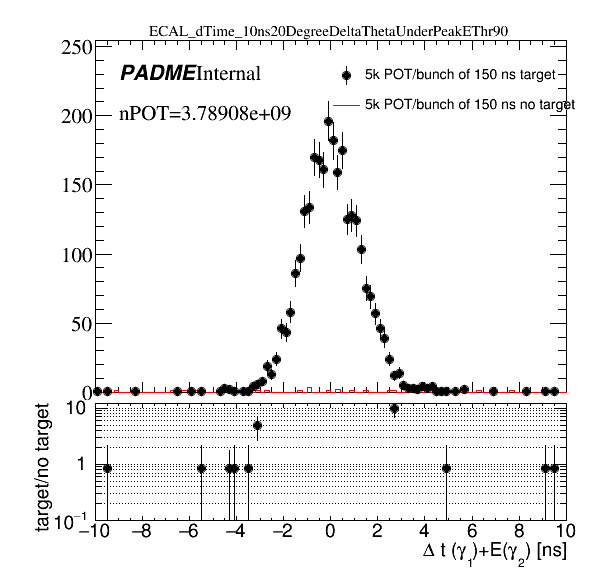 ECAL_dTime_10ns20DegreeDeltaThetaUnderPeakEThr90
250
PADME Internal
5k POT/bunch of 150 ns target
5k POT/bunch of 150 ns no target
nPOT=3.78908e+09
200
150
100
50
0
target/no target
10
1
10⁻¹
−10 −8 −6 −4 −2 0 2 4 6 8 10
Δ t (γ₁)+E(γ₂) [ns]